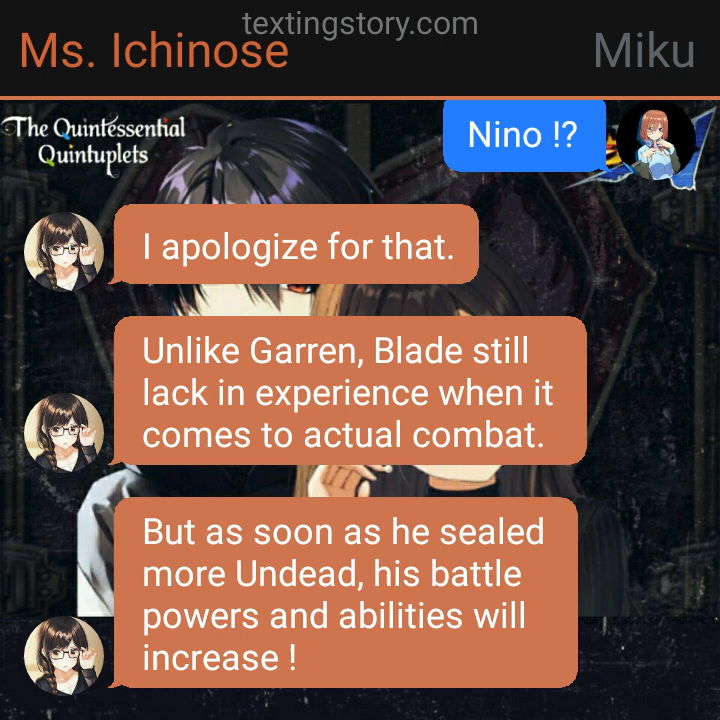 textingstory.com
Ms. Ichinose
Miku
The Quintessential
Quintuplets
Nino !?
I apologize for that.
Unlike Garren, Blade still
lack in experience when it
comes to actual combat.
But as soon as he sealed
more Undead, his battle
powers and abilities will
increase !